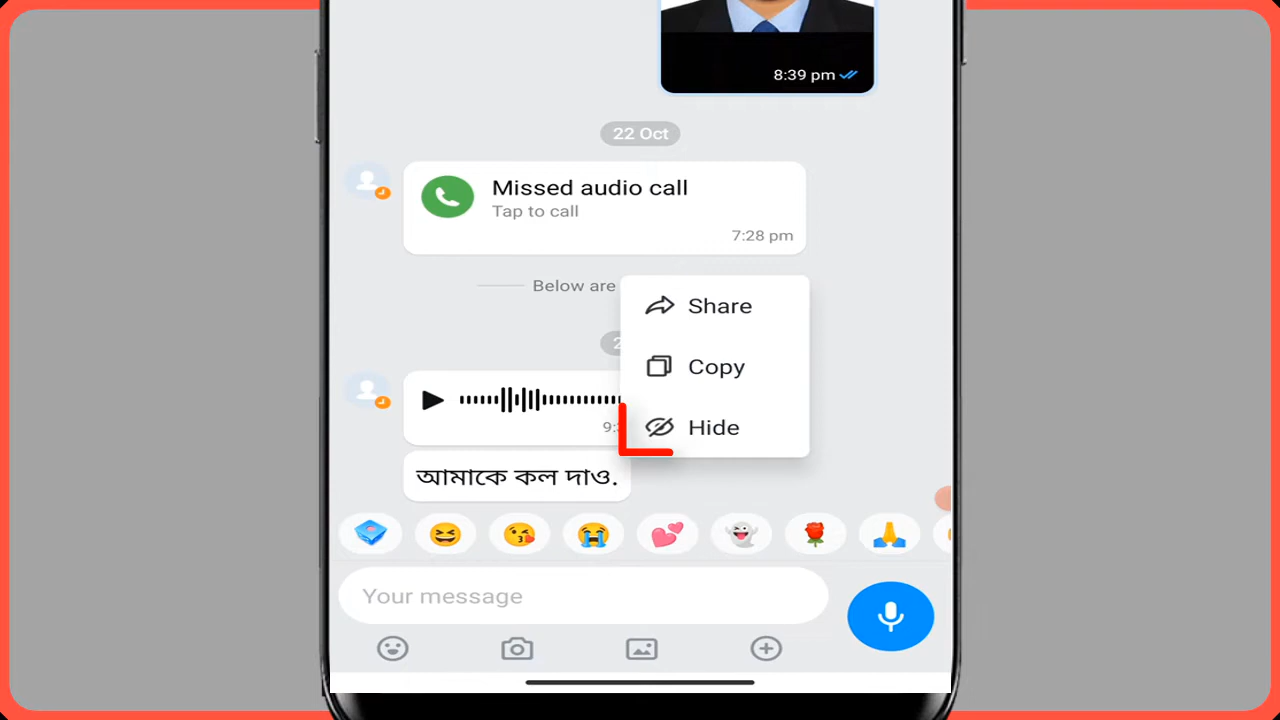 8:39 pm
22 Oct
Missed audio call
Tap to call
7:28 pm
Below are
Share
Copy
Hide
আমাকে কল দাও.
Your message